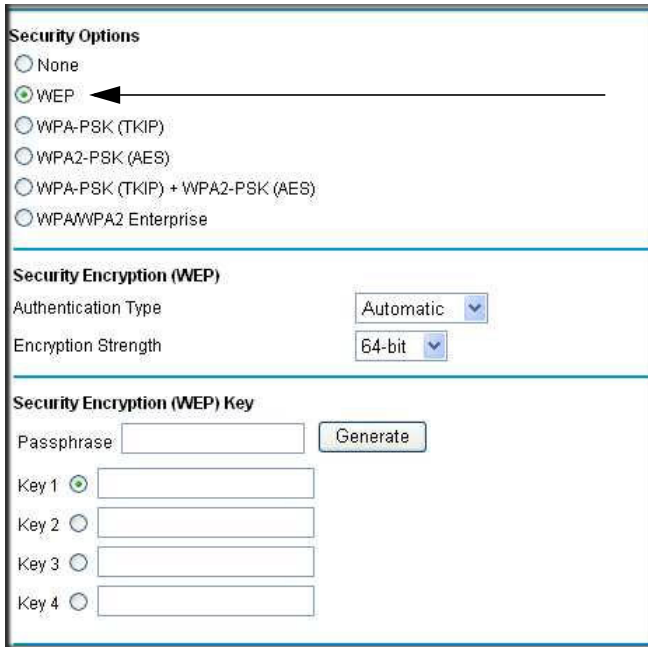 Security Options
None
WEP
WPA-PSK (TKIP)
WPA2-PSK (AES)
WPA-PSK (TKIP) + WPA2-PSK (AES)
WPA/WPA2 Enterprise
Security Encryption (WEP)
Authentication Type Automatic
Encryption Strength 64-bit
Security Encryption (WEP) Key
Passphrase Generate
Key 1
Key 2
Key 3
Key 4